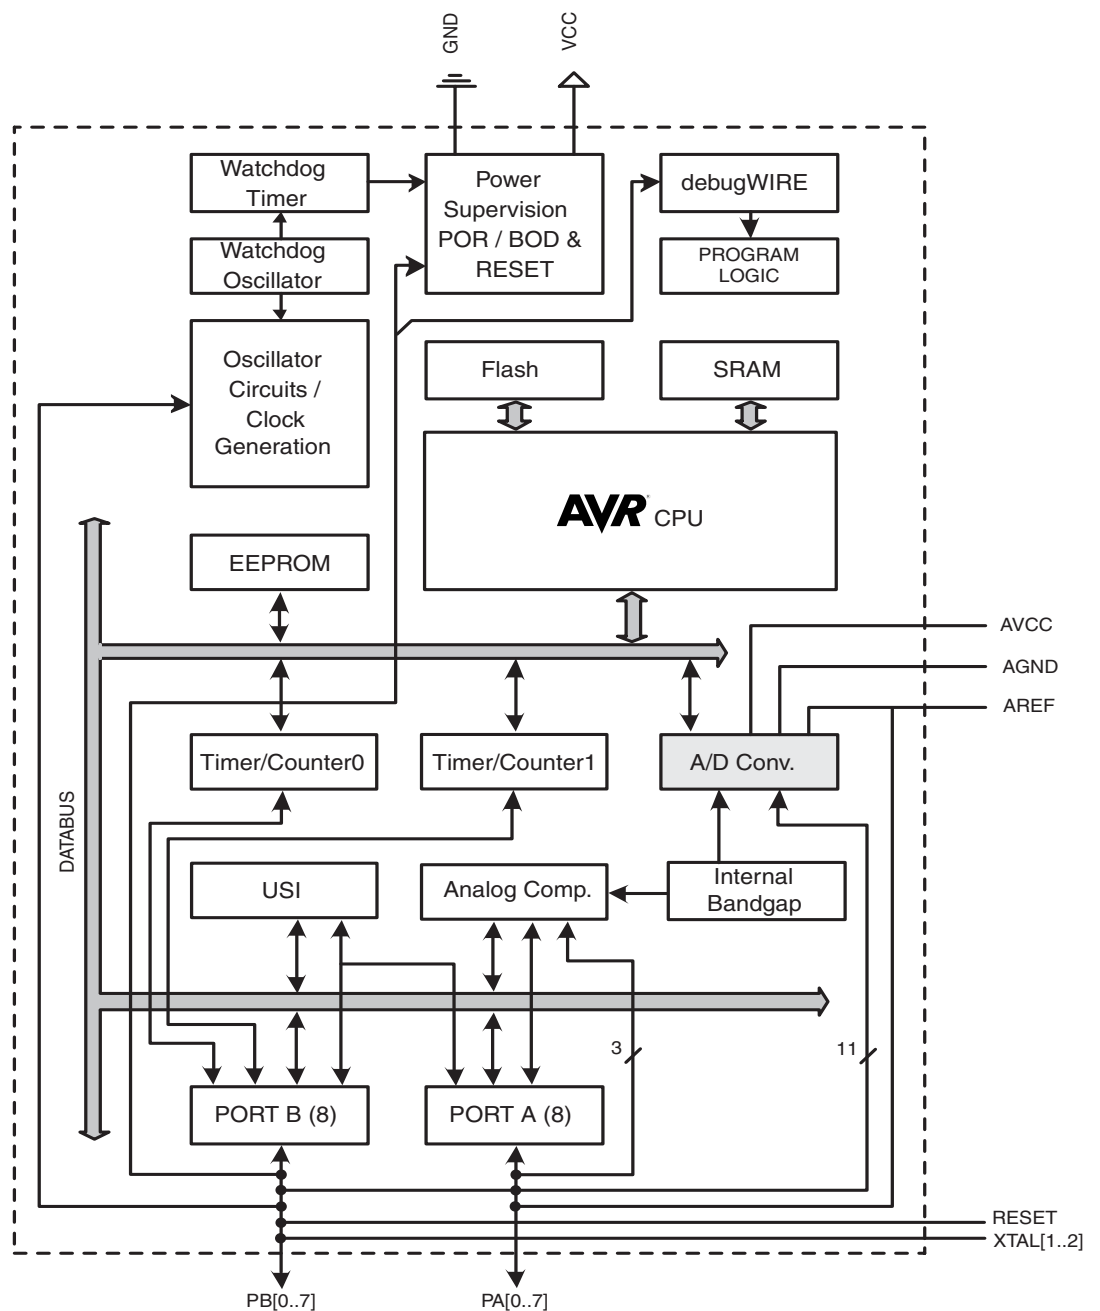 GND
VCC
Watchdog
Timer
Power
Supervision
POR / BOD &
RESET
debugWIRE
Watchdog
Oscillator
PROGRAM
LOGIC
Oscillator
Circuits /
Clock
Generation
Flash
SRAM
AVR® CPU
EEPROM
AVCC
AGND
AREF
Timer/Counter0
Timer/Counter1
A/D Conv.
DATABUS
USI
Analog Comp.
Internal
Bandgap
3
11
PORT B (8)
PORT A (8)
RESET
XTAL[1..2]
PB[0..7]
PA[0..7]